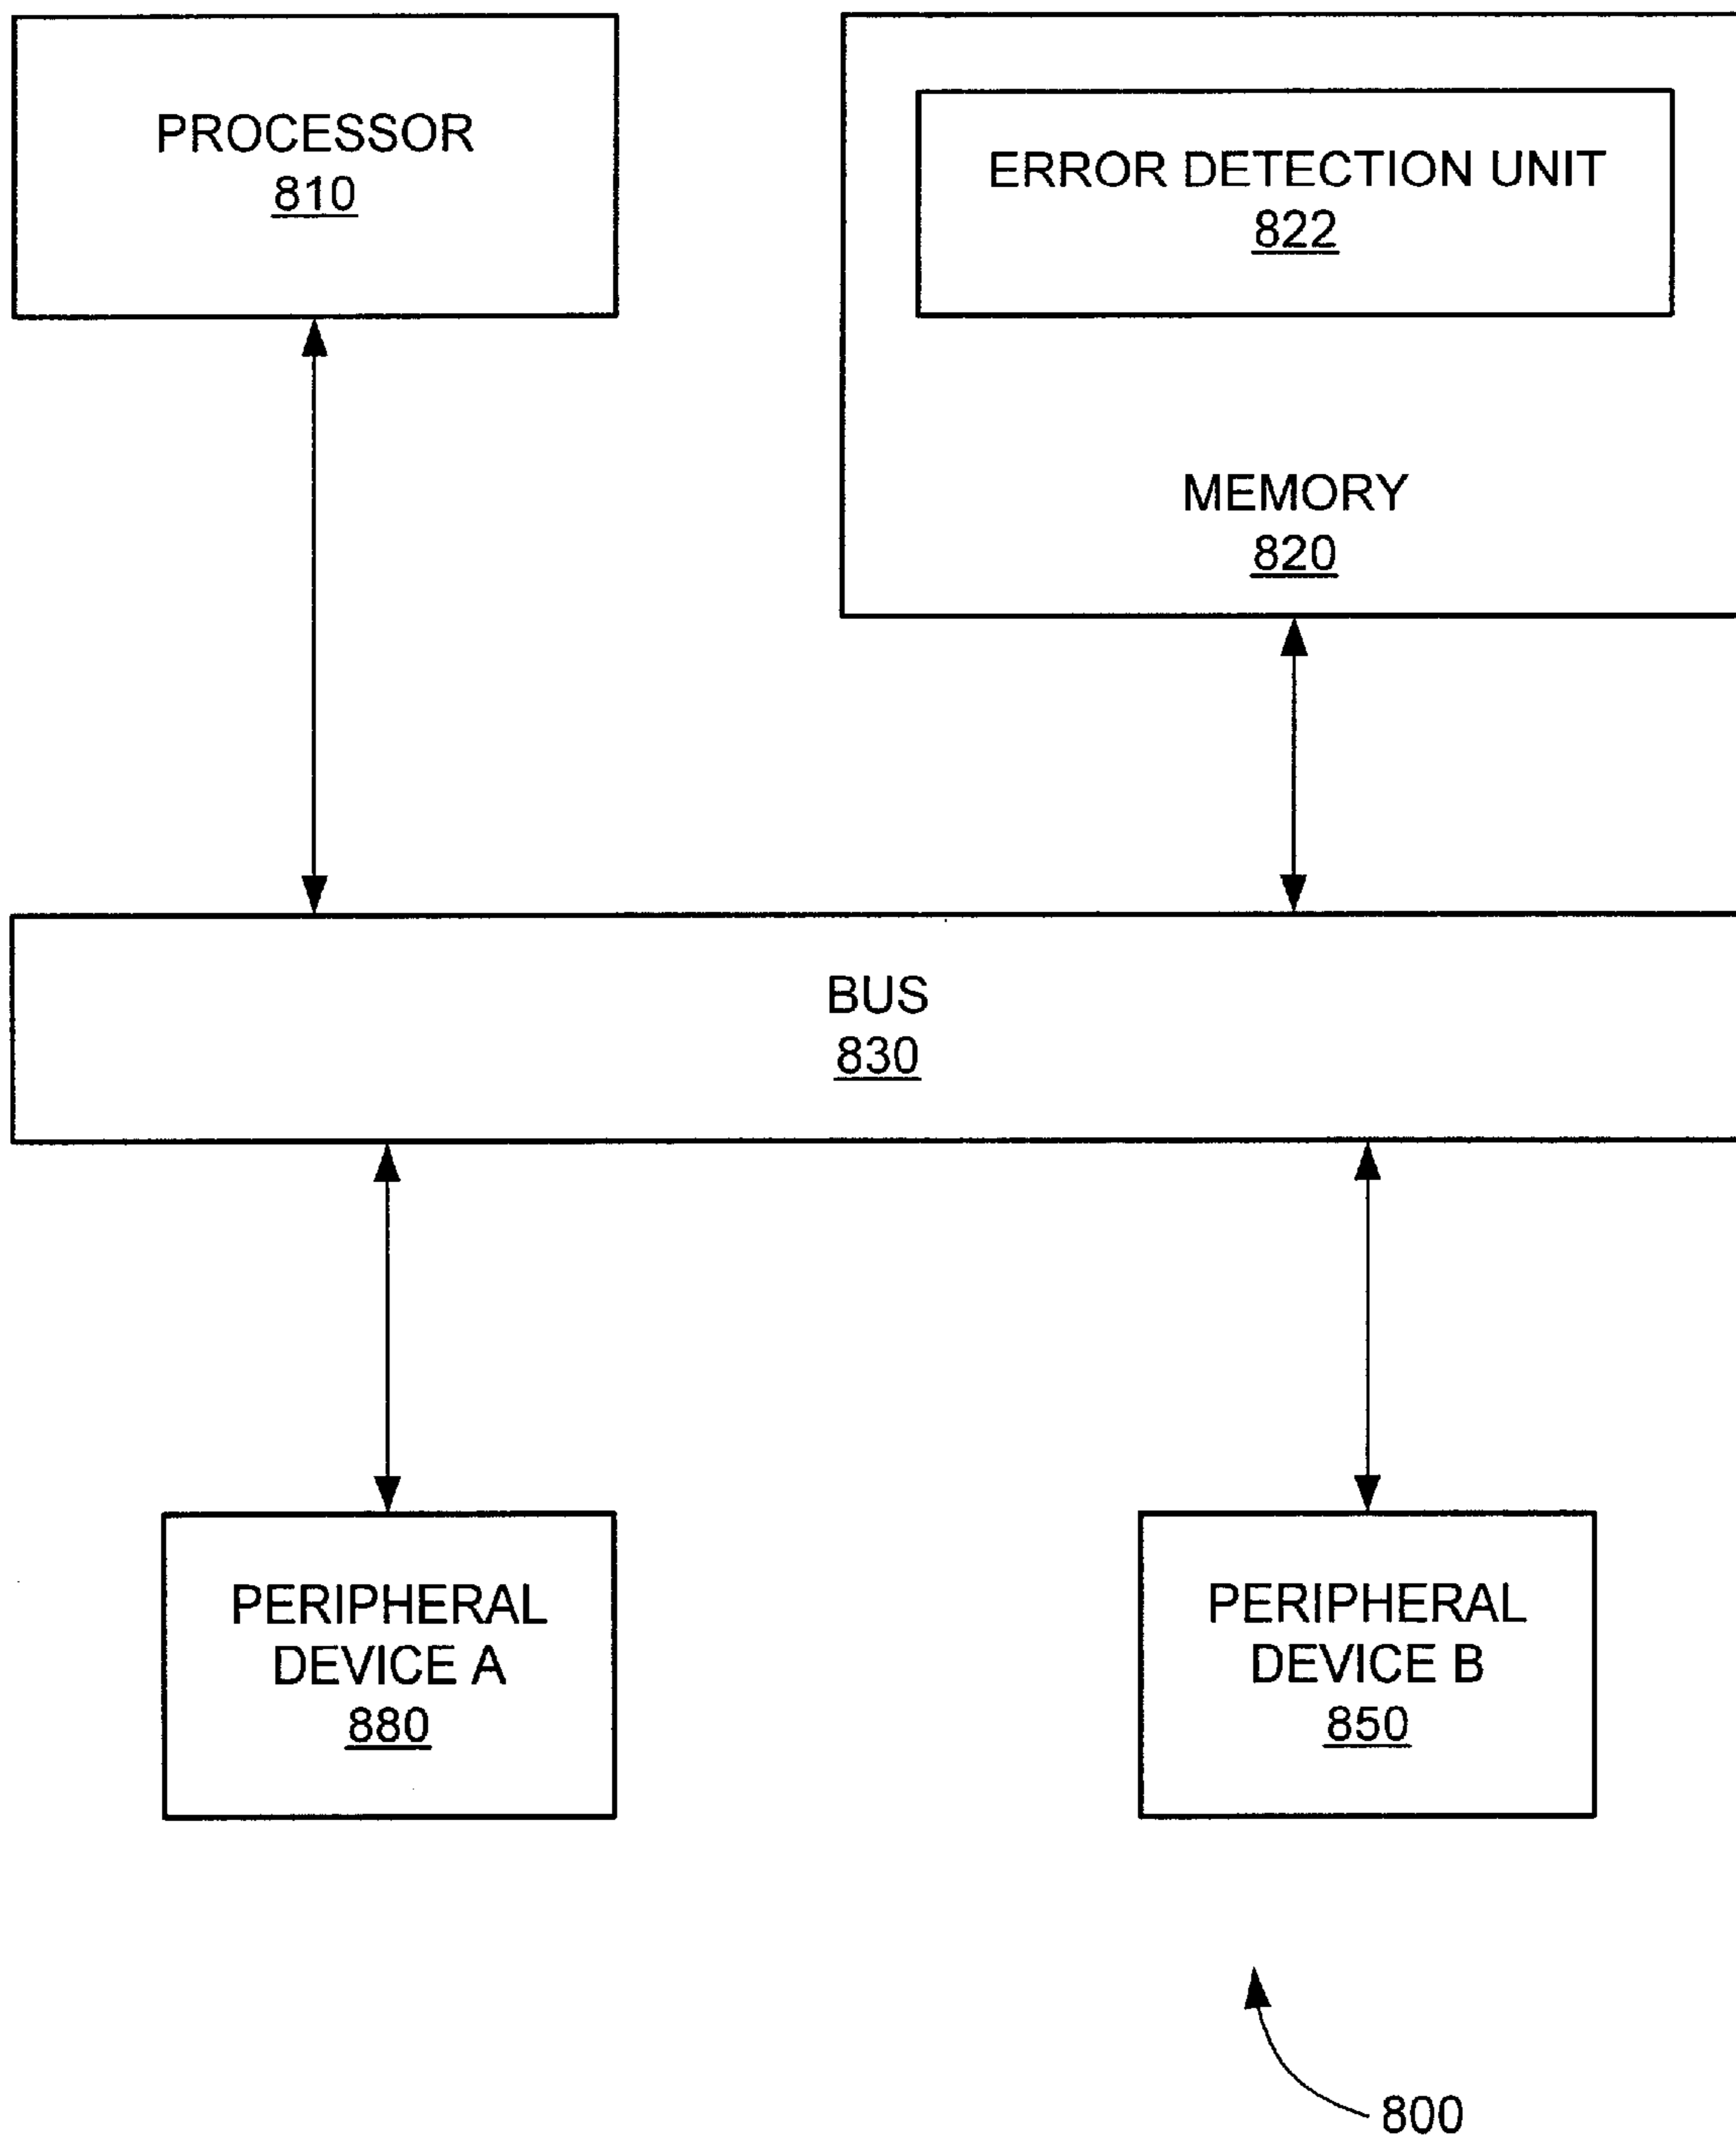 PROCESSOR
810
ERROR DETECTION UNIT
822
MEMORY
820
BUS
830
PERIPHERAL
DEVICE A
880
PERIPHERAL
DEVICE B
850
800